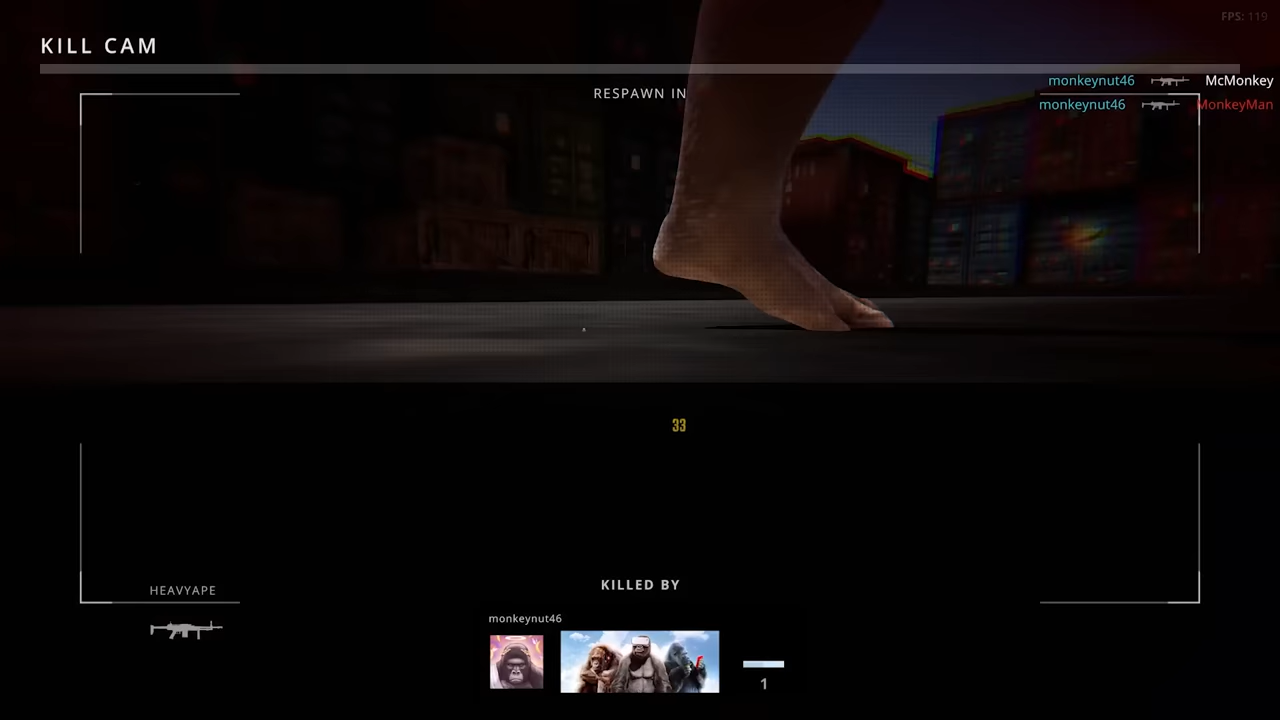 FPS: 119
KILL CAM
monkeynut46 McMonkey
RESPAWN IN
monkeynut46 MonkeyMan
33
KILLED BY
HEAVYAPE
monkeynut46
1